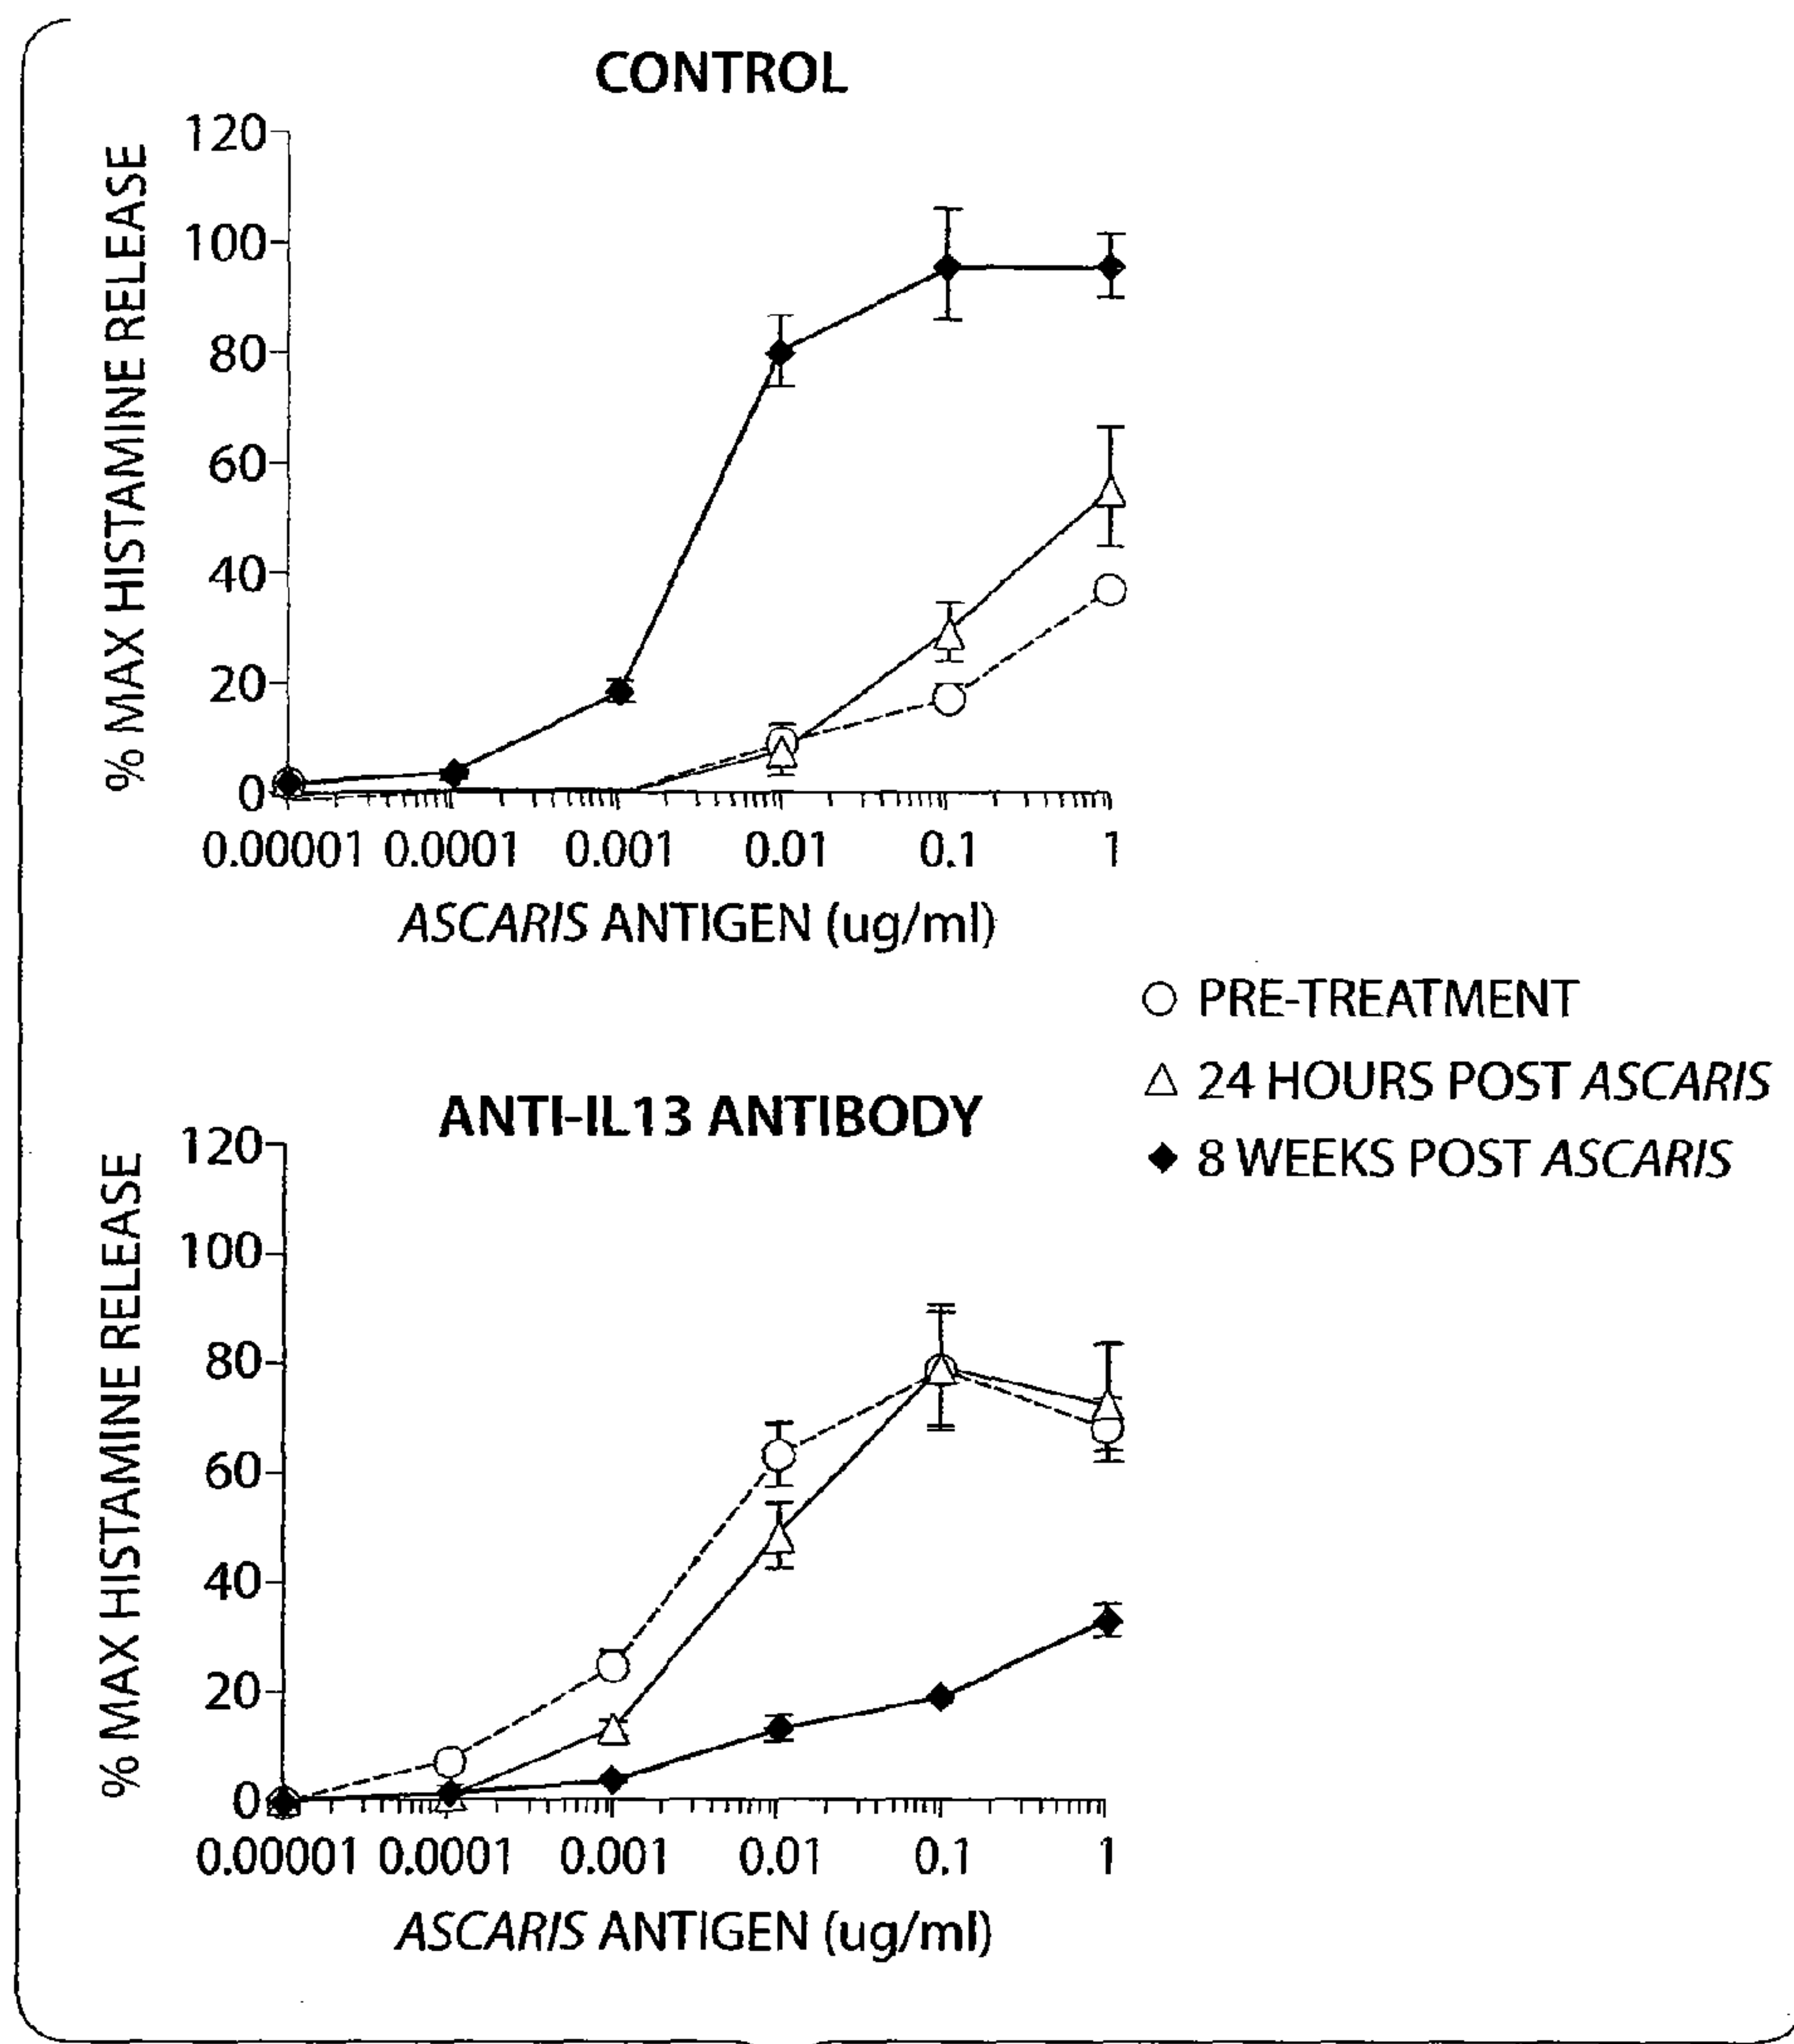 CONTROL
% MAX HISTAMINE RELEASE
120
100
80
60
40
20
0
0.00001 0.0001 0.001 0.01 0.1 1
ASCARIS ANTIGEN (ug/ml)
PRE-TREATMENT
24 HOURS POST ASCARIS
8 WEEKS POST ASCARIS
ANTI-IL13 ANTIBODY
% MAX HISTAMINE RELEASE
120
100
80
60
40
20
0
0.00001 0.0001 0.001 0.01 0.1 1
ASCARIS ANTIGEN (ug/ml)